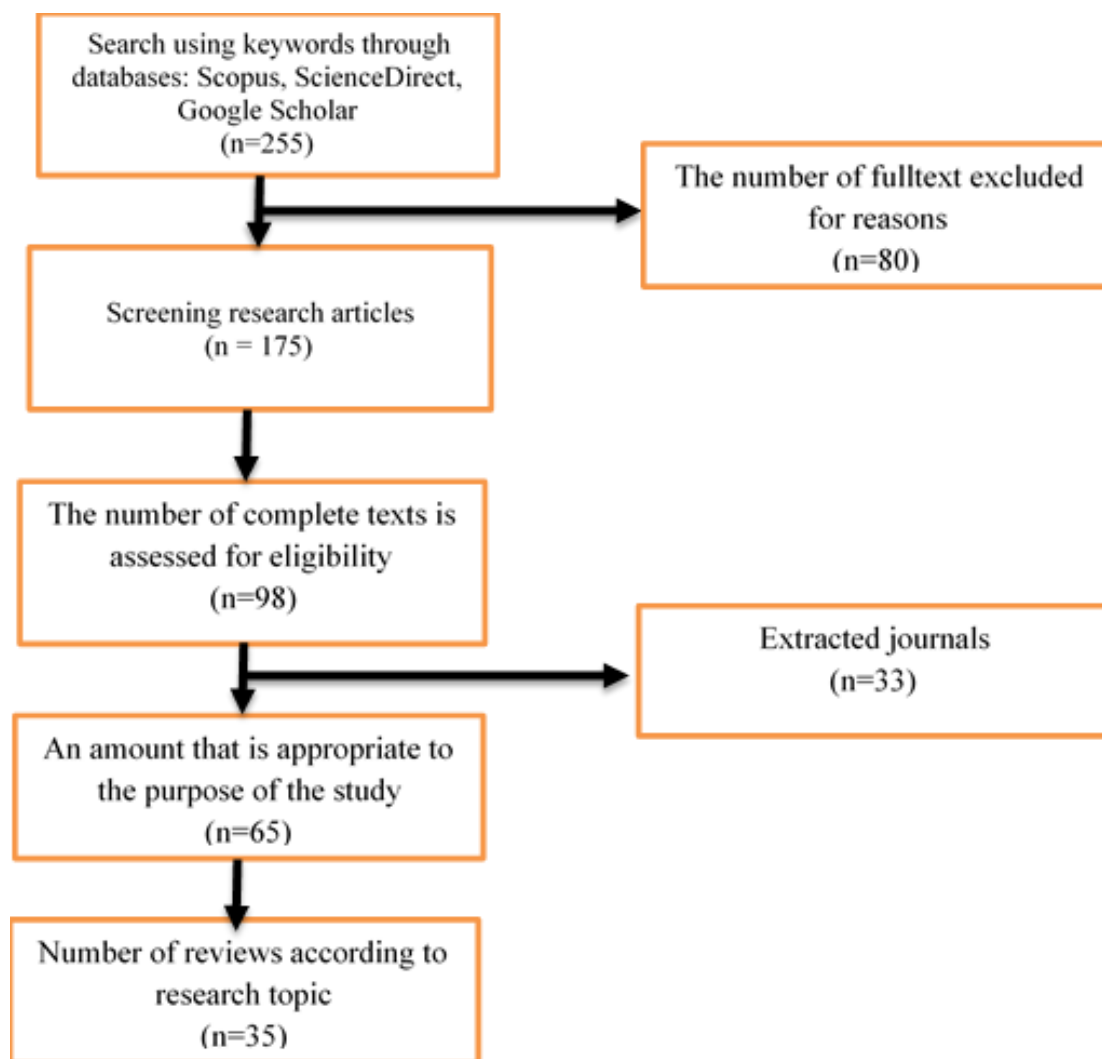 Search using keywords through
databases: Scopus, ScienceDirect,
Google Scholar
(n=255)
The number of fulltext excluded
for reasons
(n=80)
Screening research articles
(n = 175)
The number of complete texts is
assessed for eligibility
(n=98)
Extracted journals
(n=33)
An amount that is appropriate to
the purpose of the study
(n=65)
Number of reviews according to
research topic
(n=35)